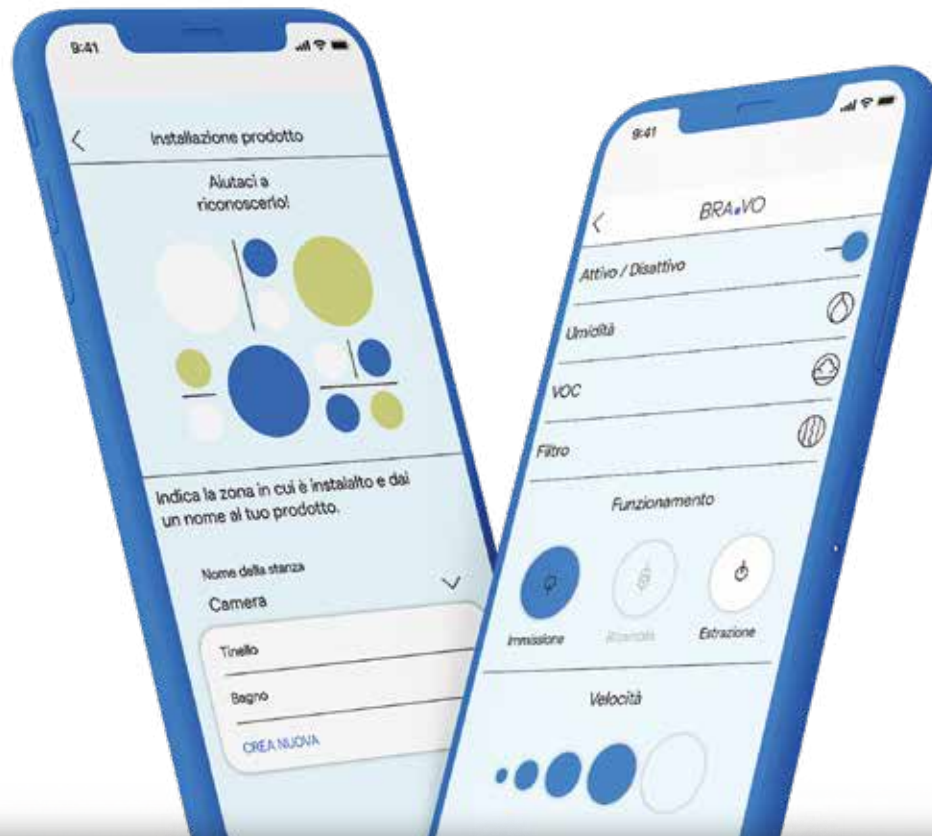 9:41
Installazione prodotto
Aiutaci a
riconoscerlo!
Indica la zona in cui è instalalto e dai
un nome al tuo prodotto.
Nome della stanza
Camera
Tinello
Bagno
CREA NUOVA
9:41
BRA.VO
Attivo / Disattivo
Umidità
VOC
Filtro
Funzionamento
Immissione
Estrazione
Velocità